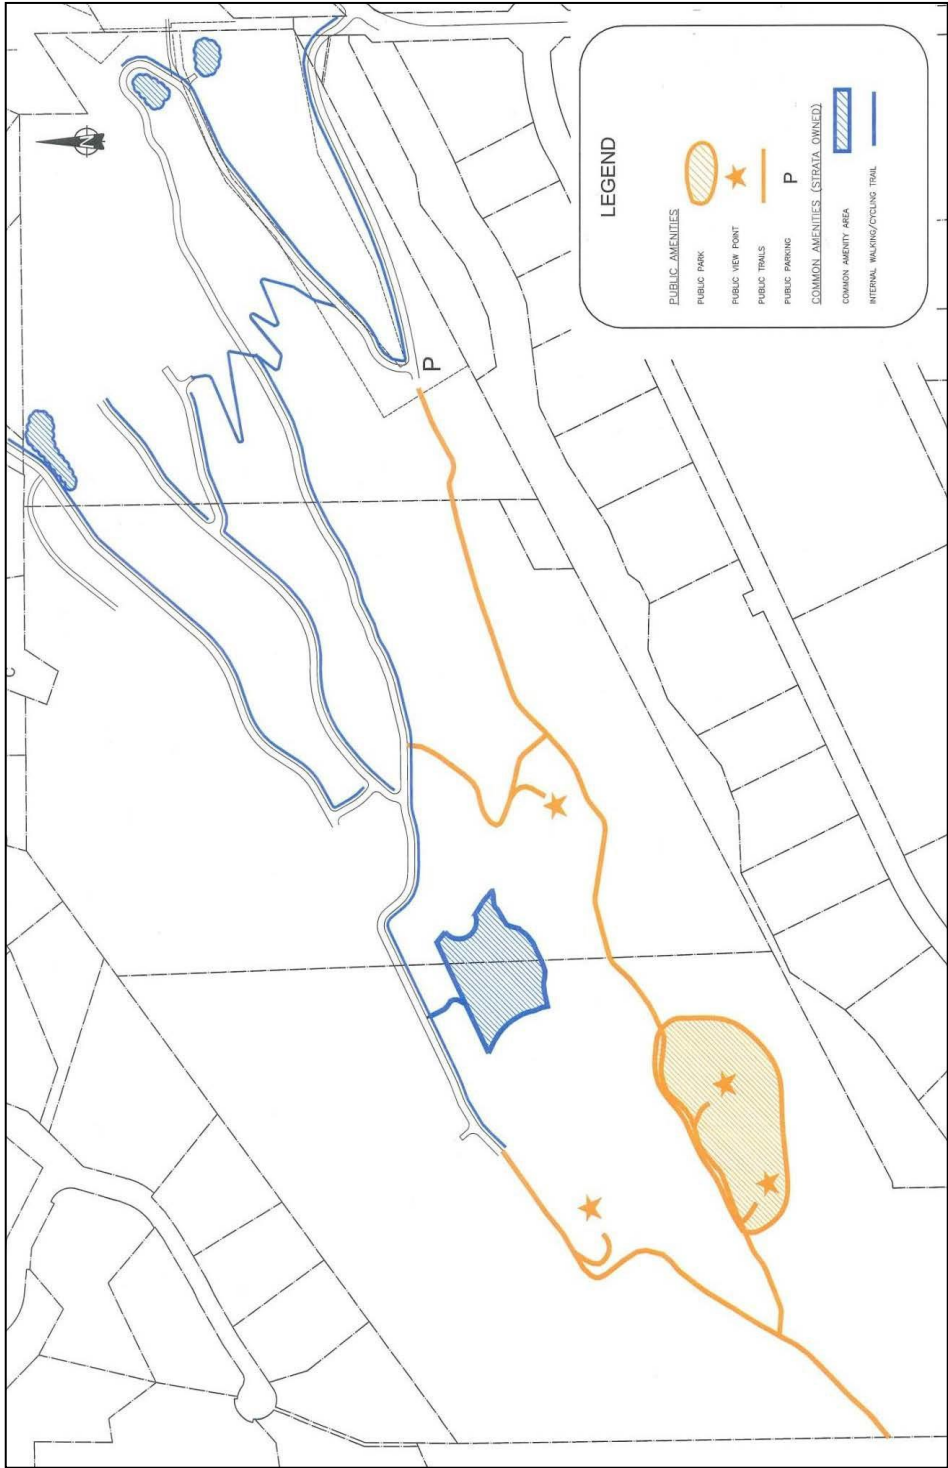 N
P
C
LEGEND
PUBLIC AMENITIES
PUBLIC PARK
PUBLIC VIEW POINT
PUBLIC TRAILS
PUBLIC PARKING P
COMMON AMENITIES (STRATA OWNED)
COMMON AMENITY AREA
INTERNAL WALKING/CYCLING TRAIL